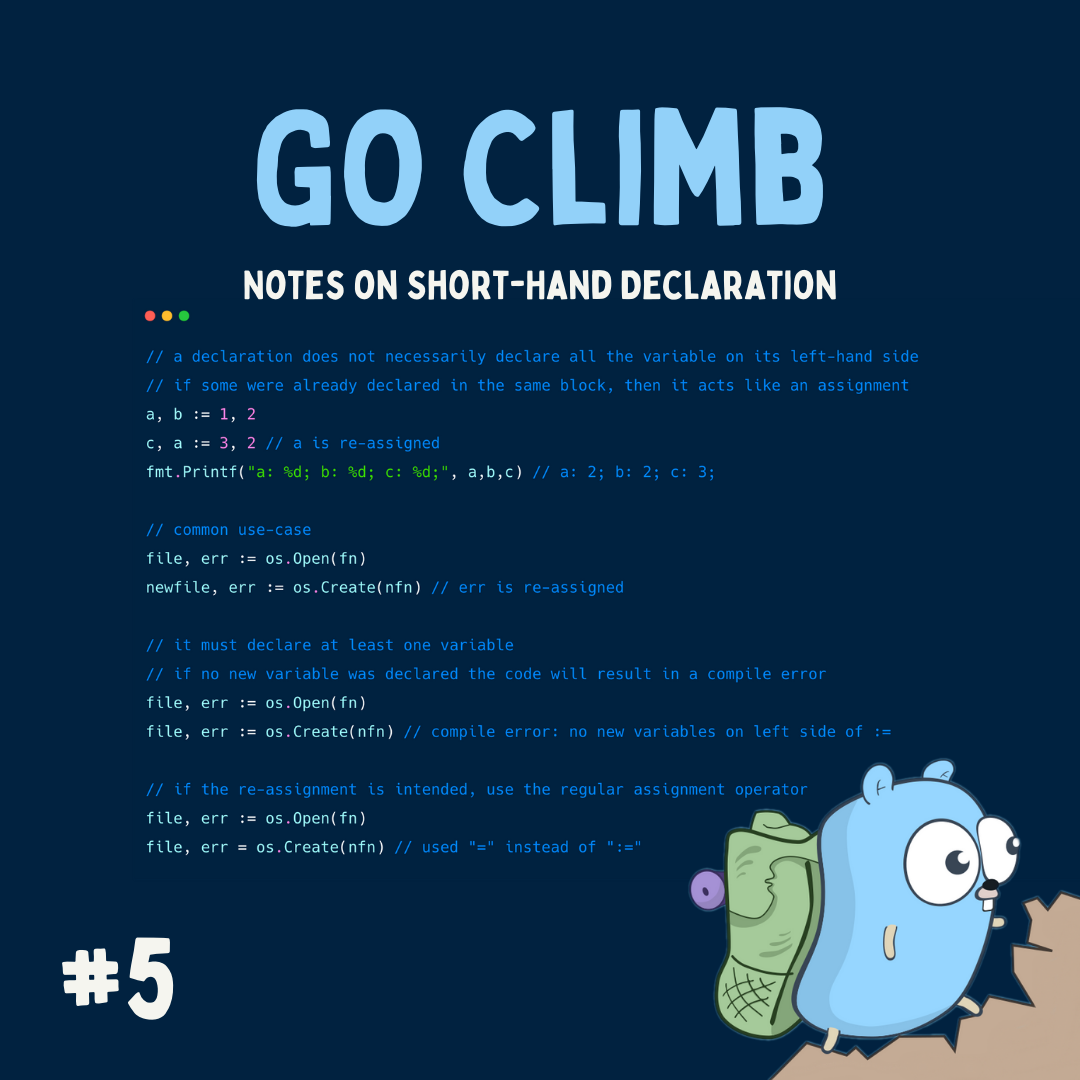 GO CLIMB
NOTES ON SHORT-HAND DECLARATION
// a declaration does not necessarily declare all the variable on its left-hand side
// if some were already declared in the same block, then it acts like an assignment
a, b := 1, 2
c, a := 3, 2 // a is re-assigned
fmt.Printf("a: %d; b: %d; c: %d;", a,b,c) // a: 2; b: 2; c: 3;
// common use-case
file, err := os.Open(fn)
newfile, err := os.Create(nfn) // err is re-assigned
// it must declare at least one variable
// if no new variable was declared the code will result in a compile error
file, err := os.Open(fn)
file, err := os.Create(nfn) // compile error: no new variables on left side of :=
// if the re-assignment is intended, use the regular assignment operator
file, err := os.Open(fn)
file, err = os.Create(nfn) // used "=" instead of ":="
#5